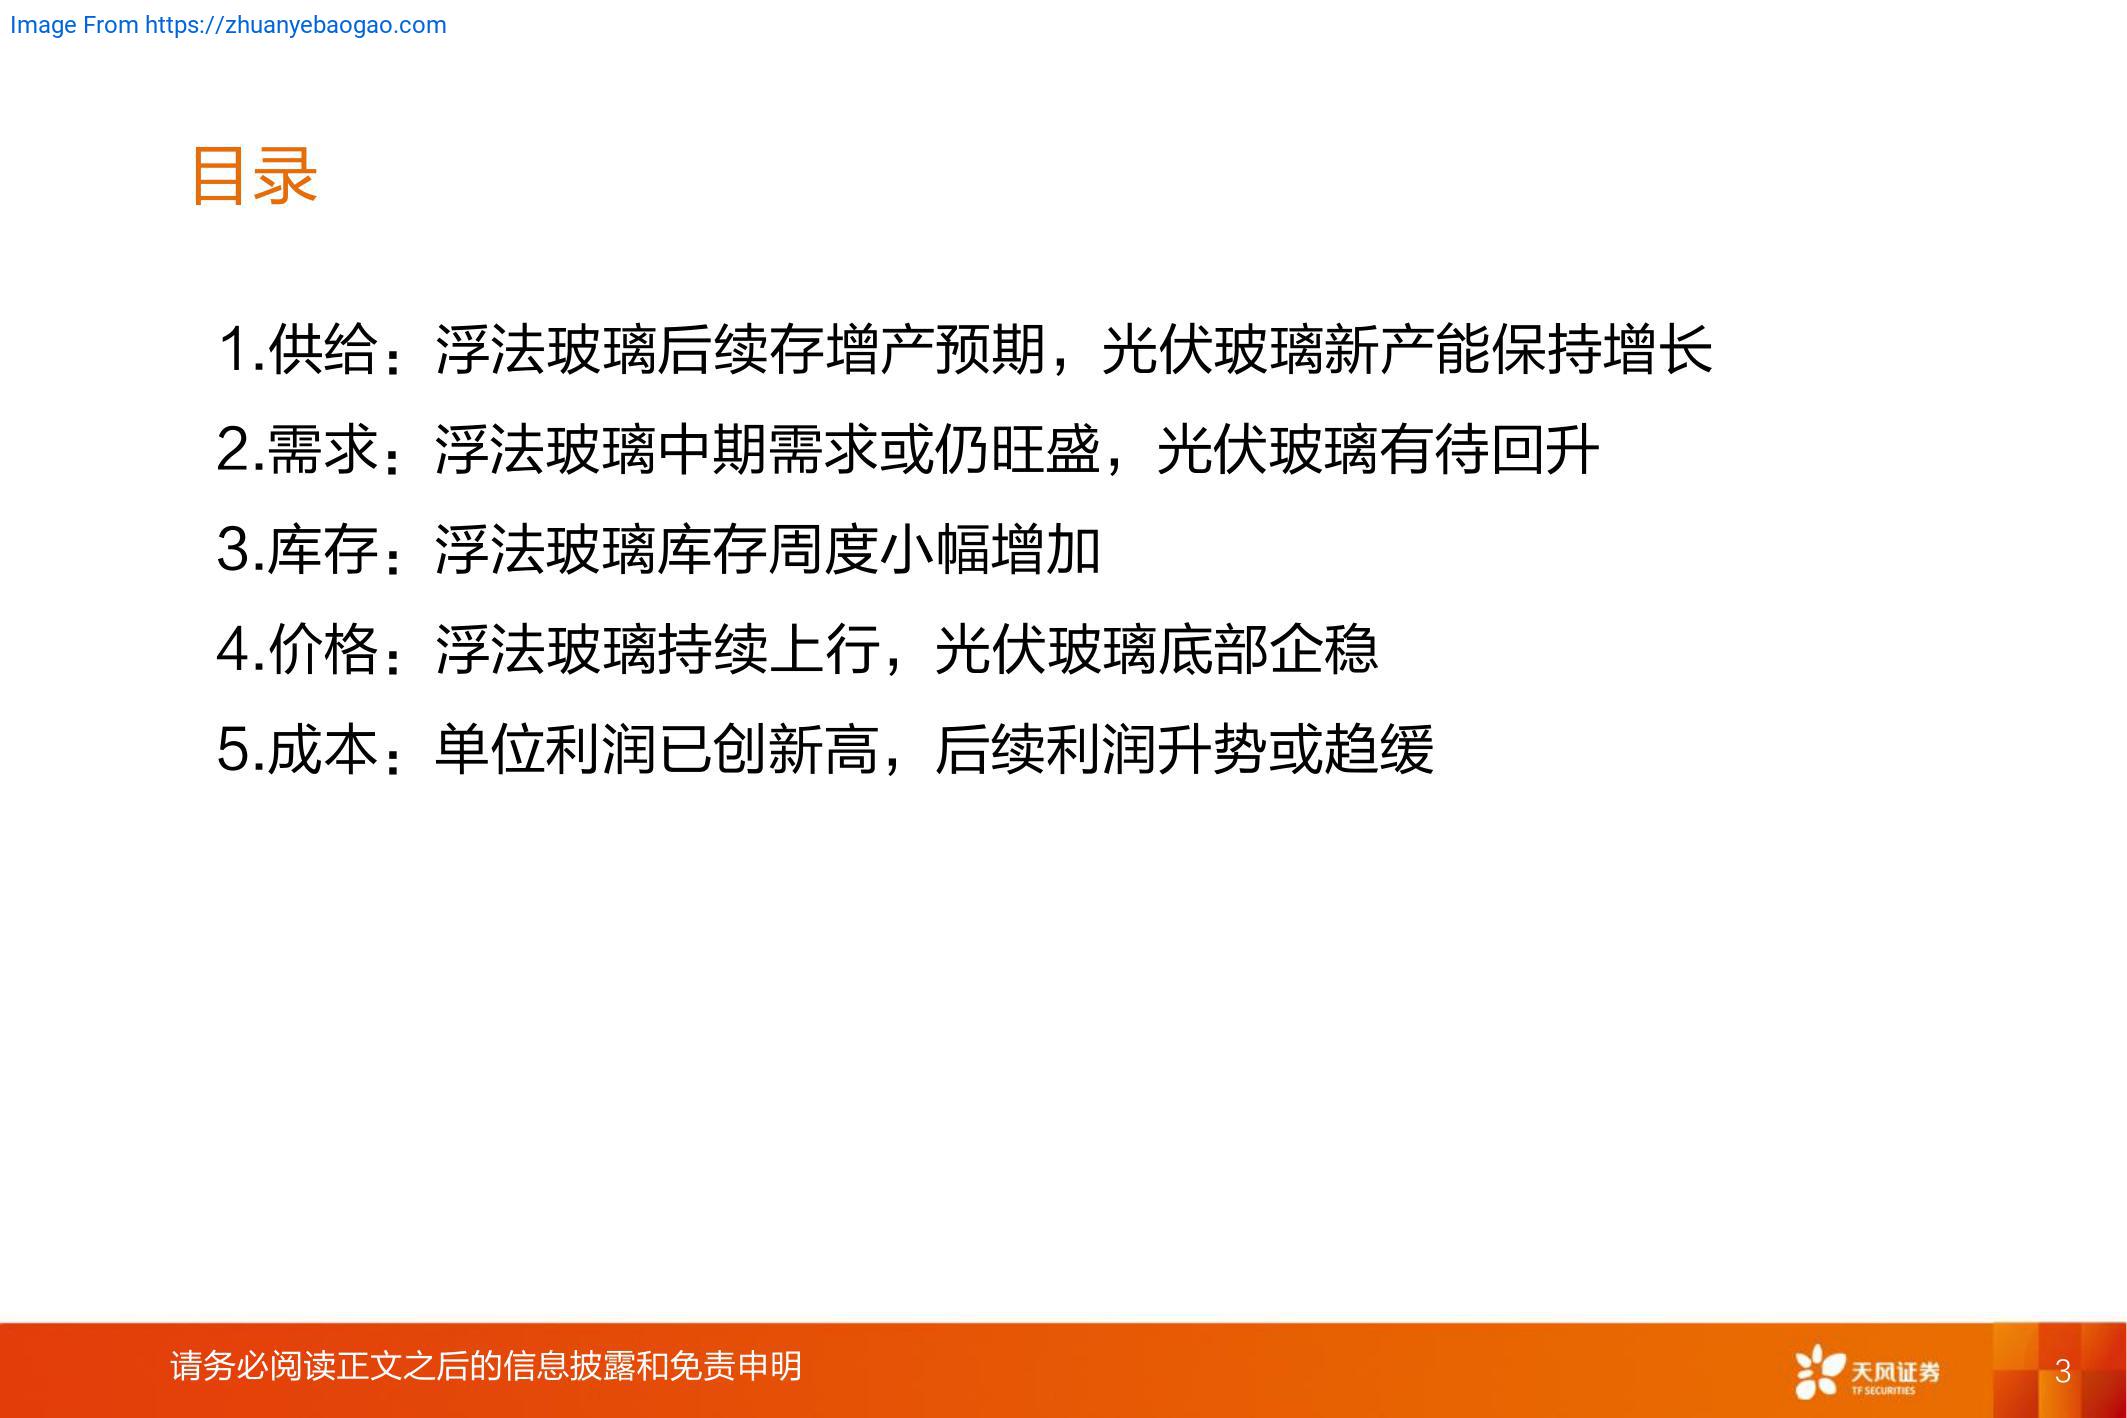 Image From https://zhuanyebaogao.com
目录
1.供给：浮法玻璃后续存增产预期，光伏玻璃新产能保持增长
2.需求：浮法玻璃中期需求或仍旺盛，光伏玻璃有待回升
3.库存：浮法玻璃库存周度小幅增加
4.价格：浮法玻璃持续上行，光伏玻璃底部企稳
5.成本：单位利润已创新高，后续利润升势或趋缓
请务必阅读正文之后的信息披露和免责申明
天风证券
TF SECURITIES
3